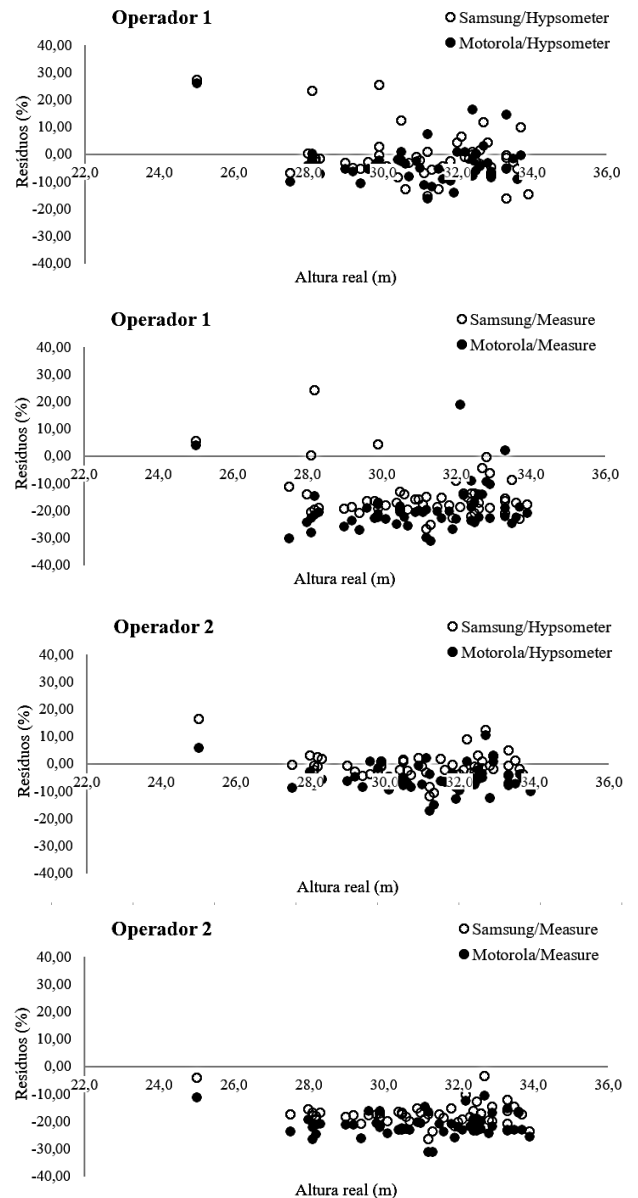 Operador 1
Samsung/Hypsometer
Motorola/Hypsometer
40,00
30,00
20,00
10,00
0,00
-10,00
-20,00
-30,00
-40,00
Resíduos (%)
22,0 24,0 26,0 28,0 30,0 32,0 34,0 36,0
Altura real (m)
Operador 1
Samsung/Measure
Motorola/Measure
40,00
30,00
20,00
10,00
0,00
-10,00
-20,00
-30,00
-40,00
Resíduos (%)
22,0 24,0 26,0 28,0 30,0 32,0 34,0 36,0
Altura real (m)
Operador 2
Samsung/Hypsometer
Motorola/Hypsometer
40,00
30,00
20,00
10,00
0,00
-10,00
-20,00
-30,00
-40,00
Resíduos (%)
22,0 24,0 26,0 28,0 30,0 32,0 34,0 36,0
Altura real (m)
Operador 2
Samsung/Measure
Motorola/Measure
40,00
30,00
20,00
10,00
0,00
-10,00
-20,00
-30,00
-40,00
Resíduos (%)
22,0 24,0 26,0 28,0 30,0 32,0 34,0 36,0
Altura real (m)